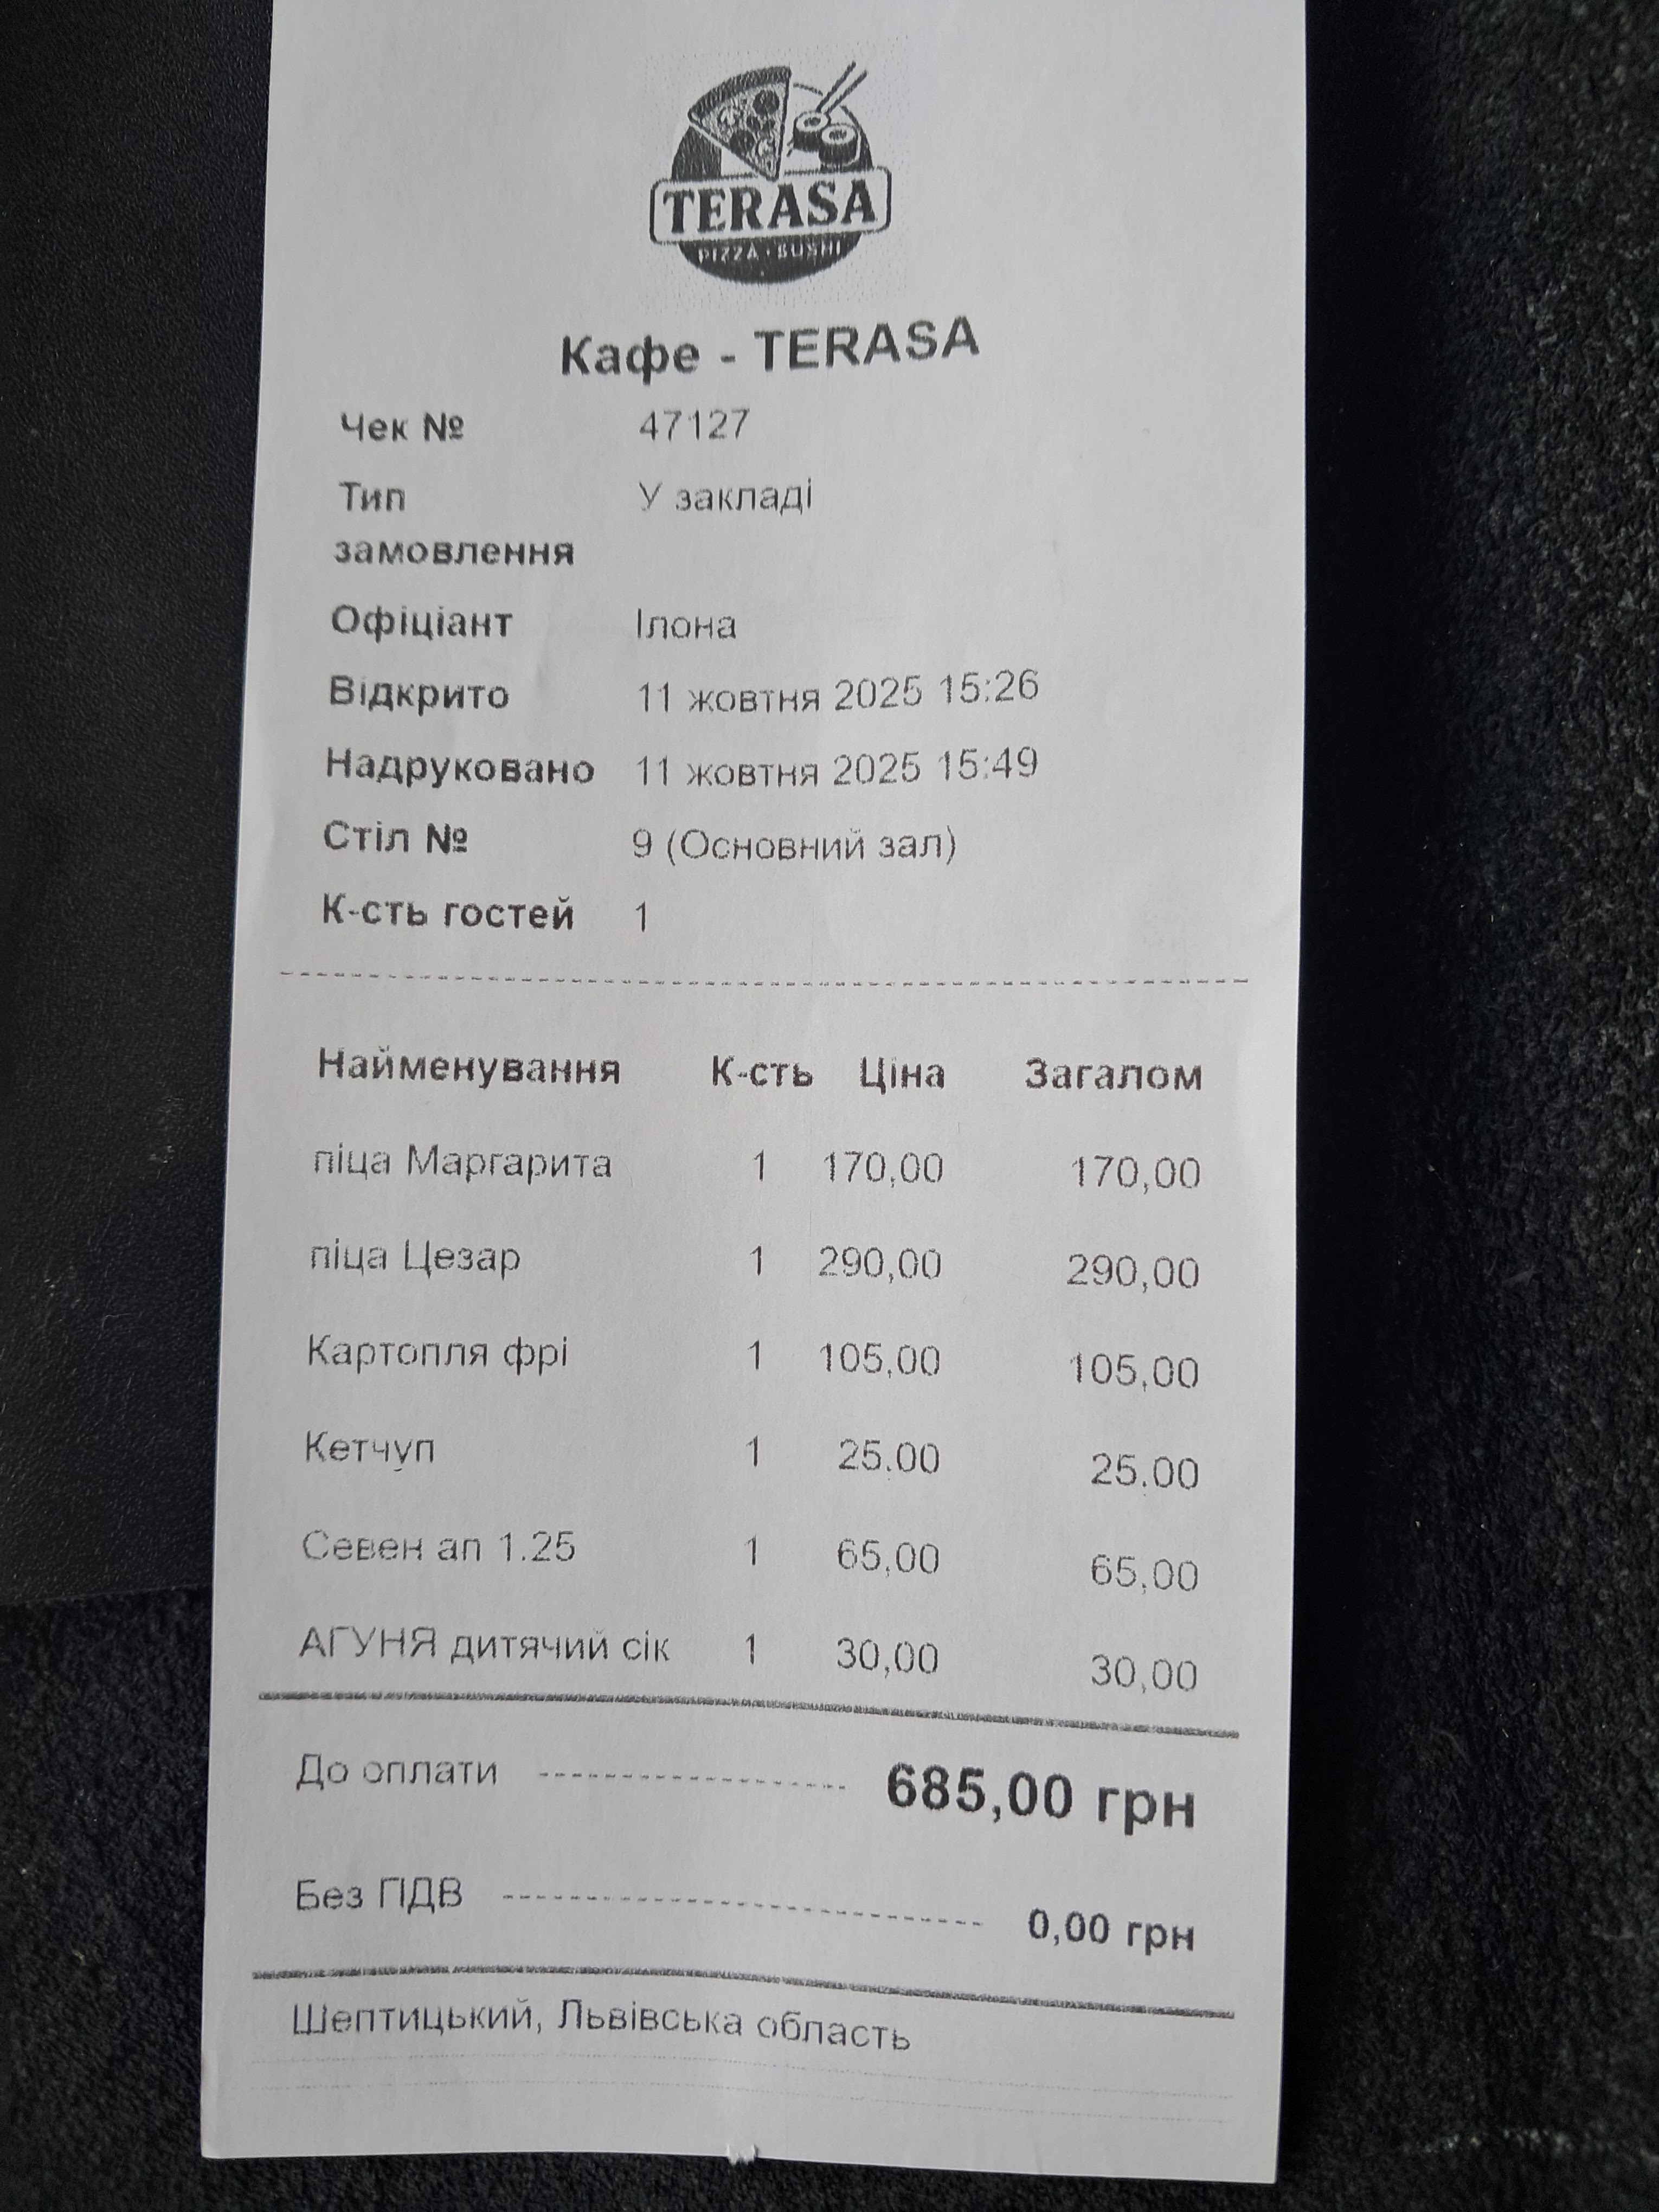 TERASA
PIZZA · SUSHI
Кафе - TERASA
Чек № 47127
Тип У закладі
замовлення
Офіціант Ілона
Відкрито 11 жовтня 2025 15:26
Надруковано 11 жовтня 2025 15:49
Стіл № 9 (Основний зал)
К-сть гостей 1
Найменування К-сть Ціна Загалом
піца Маргарита 1 170,00 170,00
піца Цезар 1 290,00 290,00
Картопля фрі 1 105,00 105,00
Кетчуп 1 25.00 25.00
Севен ап 1.25 1 65,00 65,00
АГУНЯ дитячий сік 1 30,00 30,00
До оплати 685,00 грн
Без ПДВ 0,00 грн
Шептицький, Львівська область